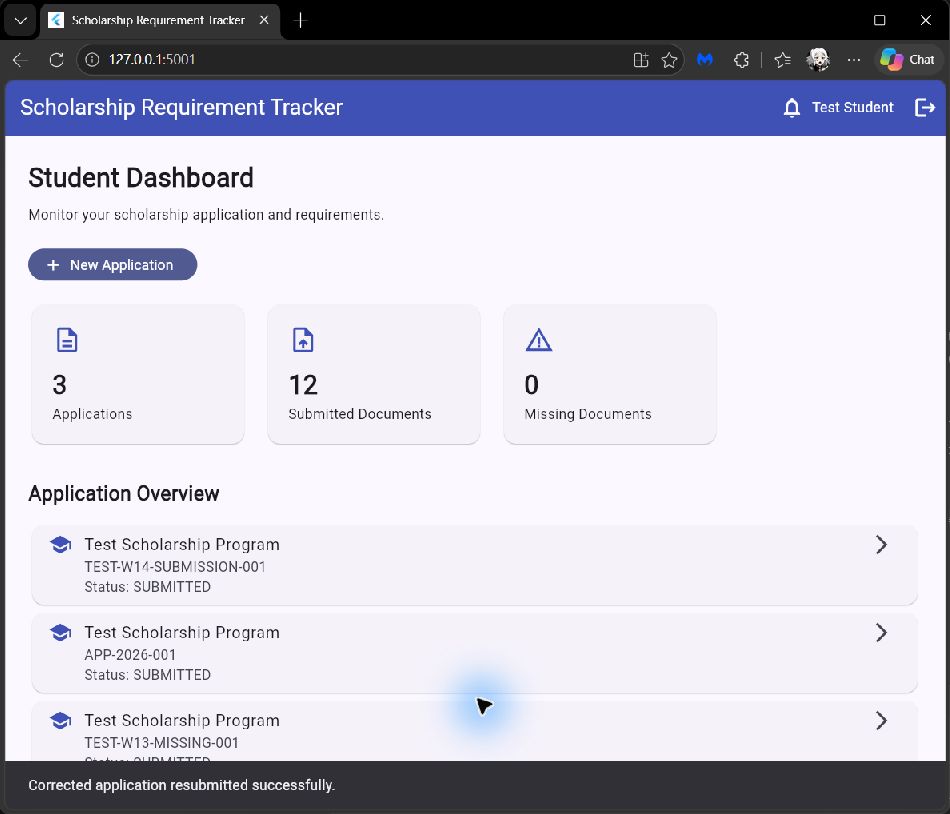 Scholarship Requirement Tracker
127.0.0.1:5001
Chat
Scholarship Requirement Tracker
Test Student
Student Dashboard
Monitor your scholarship application and requirements.
+ New Application
3
Applications
12
Submitted Documents
0
Missing Documents
Application Overview
Test Scholarship Program
TEST-W14-SUBMISSION-001
Status: SUBMITTED
Test Scholarship Program
APP-2026-001
Status: SUBMITTED
Test Scholarship Program
TEST-W13-MISSING-001
Status: SUBMITTED
Corrected application resubmitted successfully.